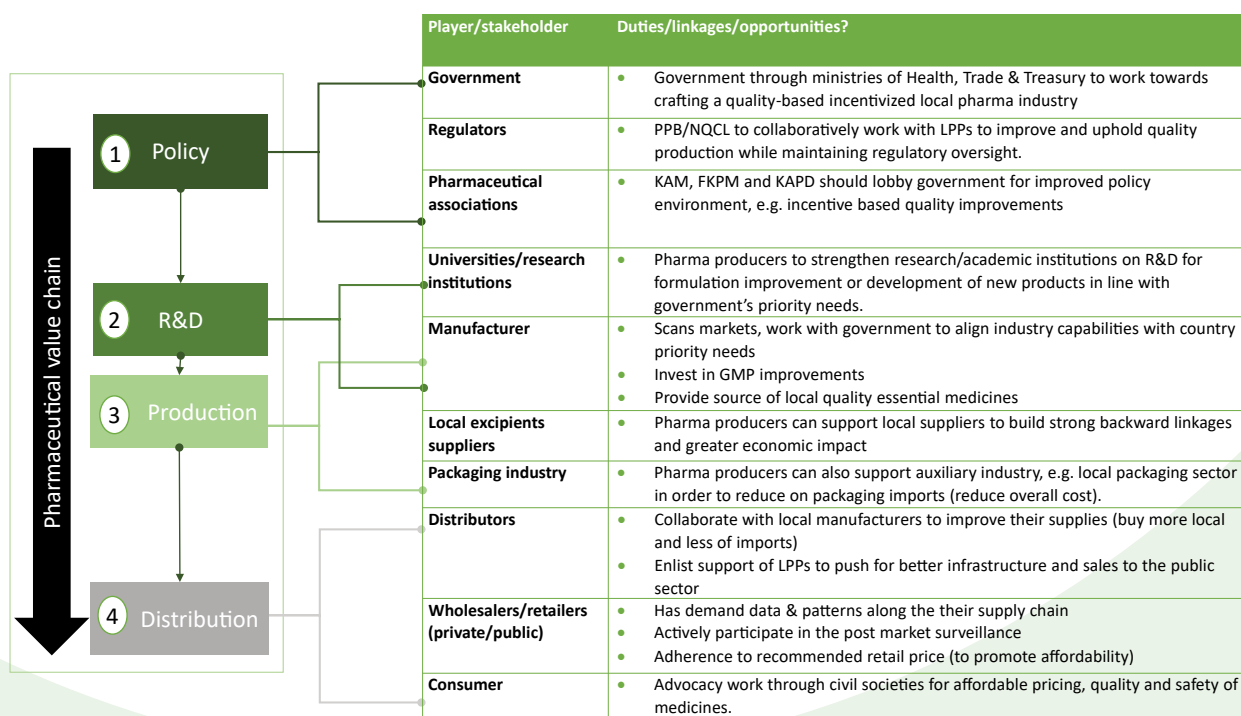 Pharmaceutical value chain
1 Policy
2 R&D
3 Production
4 Distribution
Player/stakeholder Duties/linkages/opportunities?
Government
• Government through ministries of Health, Trade & Treasury to work towards
crafting a quality-based incentivized local pharma industry
Regulators
• PPB/NQCL to collaboratively work with LPPs to improve and uphold quality
production while maintaining regulatory oversight.
Pharmaceutical
associations
• KAM, FKPM and KAPD should lobby government for improved policy
environment, e.g. incentive based quality improvements
Universities/research
institutions
• Pharma producers to strengthen research/academic institutions on R&D for
formulation improvement or development of new products in line with
government’s priority needs.
Manufacturer
• Scans markets, work with government to align industry capabilities with country
priority needs
• Invest in GMP improvements
• Provide source of local quality essential medicines
Local excipients
suppliers
• Pharma producers can support local suppliers to build strong backward linkages
and greater economic impact
Packaging industry
• Pharma producers can also support auxiliary industry, e.g. local packaging sector
in order to reduce on packaging imports (reduce overall cost).
Distributors
• Collaborate with local manufacturers to improve their supplies (buy more local
and less of imports)
• Enlist support of LPPs to push for better infrastructure and sales to the public
sector
Wholesalers/retailers
(private/public)
• Has demand data & patterns along the their supply chain
• Actively participate in the post market surveillance
• Adherence to recommended retail price (to promote affordability)
Consumer
• Advocacy work through civil societies for affordable pricing, quality and safety of
medicines.